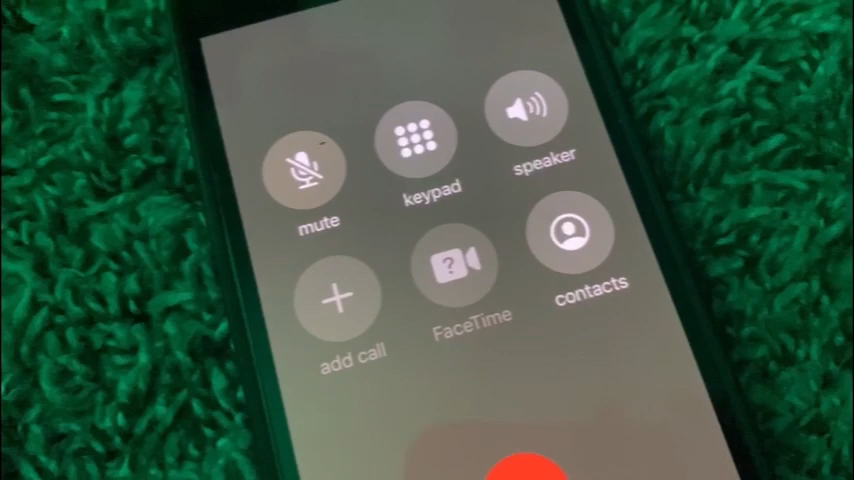 mute
keypad
speaker
add call
?
FaceTime
contacts